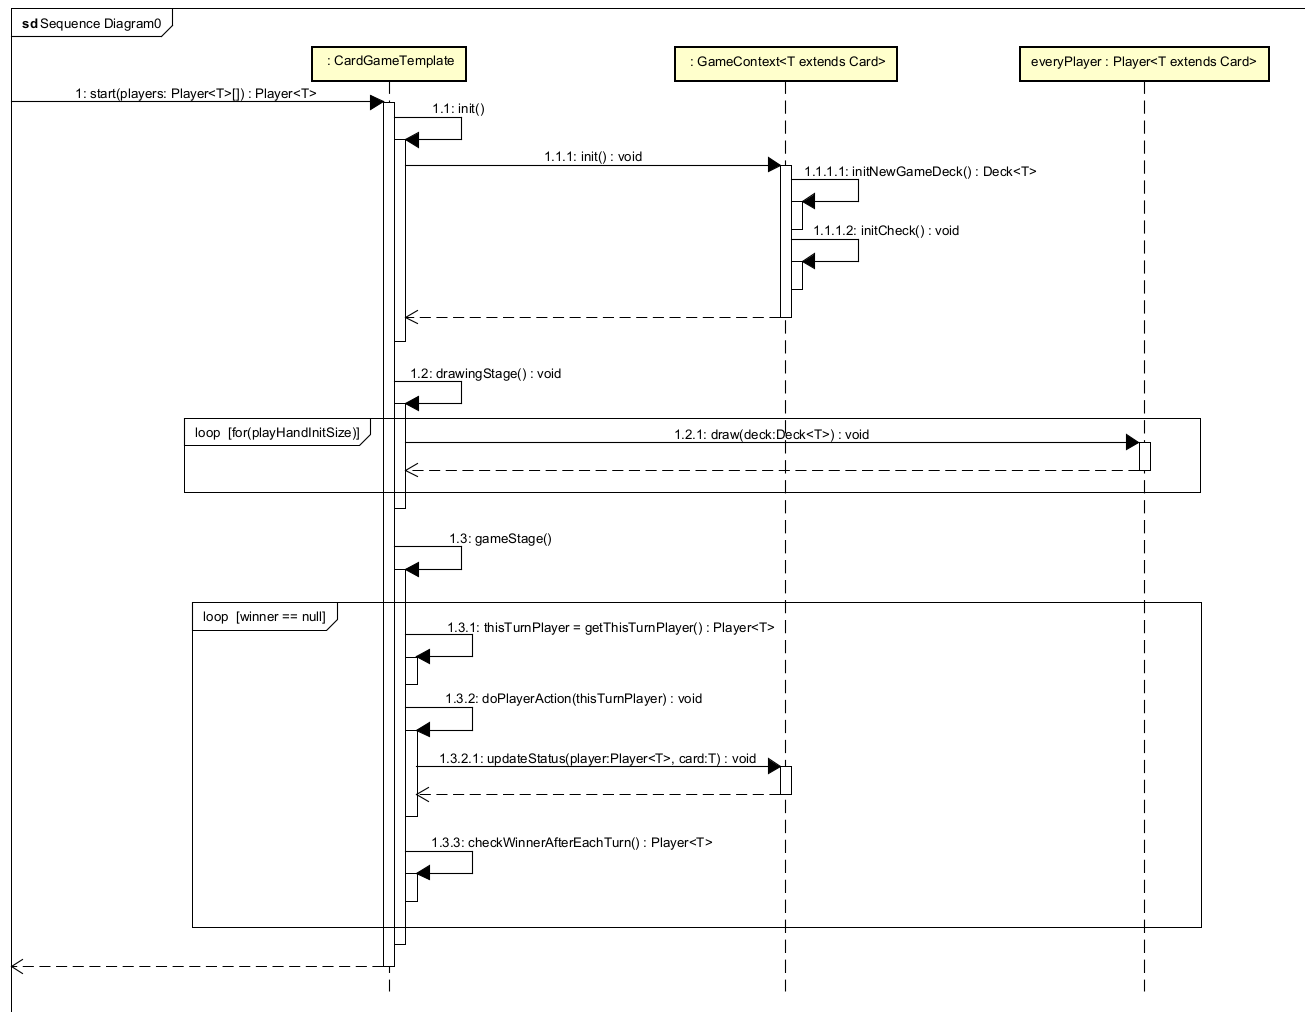 sd Sequence Diagram0
: CardGameTemplate
: GameContext<T extends Card>
everyPlayer : Player<T extends Card>
1: start(players: Player<T>[]) : Player<T>
1.1: init()
1.1.1: init() : void
1.1.1.1: initNewGameDeck() : Deck<T>
1.1.1.2: initCheck() : void
1.2: drawingStage() : void
loop [for(playHandInitSize)]
1.2.1: draw(deck:Deck<T>) : void
1.3: gameStage()
loop [winner == null]
1.3.1: thisTurnPlayer = getThisTurnPlayer() : Player<T>
1.3.2: doPlayerAction(thisTurnPlayer) : void
1.3.2.1: updateStatus(player:Player<T>, card:T) : void
1.3.3: checkWinnerAfterEachTurn() : Player<T>